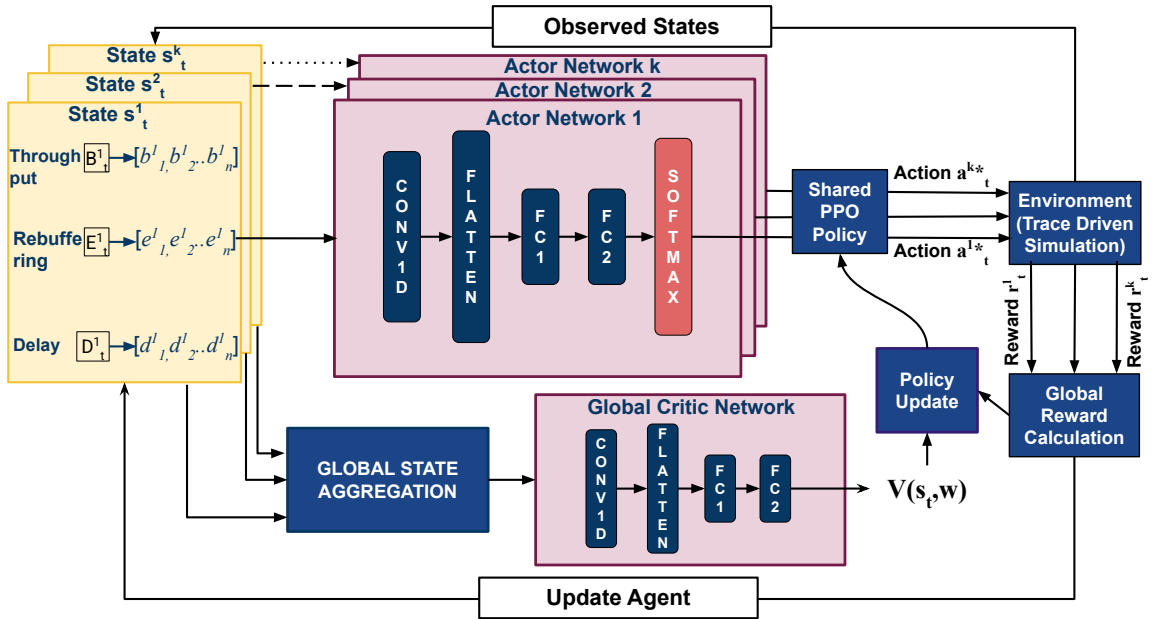 Observed States
State s^k_t
State s^2_t
State s^1_t
Through
put
B^1_t
[b^1_1, b^1_2..b^1_n]
Rebuffe
ring
E^1_t
[e^1_1, e^1_2..e^1_n]
Delay
D^1_t
[d^1_1, d^1_2..d^1_n]
Actor Network k
Actor Network 2
Actor Network 1
CONV1D
FLATTEN
FC1
FC2
SOFTMAX
Shared
PPO
Policy
Action a^k*_t
Action a^1*_t
Environment
(Trace Driven
Simulation)
Reward r^1_t
Reward r^k_t
Policy
Update
Global
Reward
Calculation
GLOBAL STATE
AGGREGATION
Global Critic Network
CONV1D
FLATTEN
FC1
FC2
V(s_t,w)
Update Agent